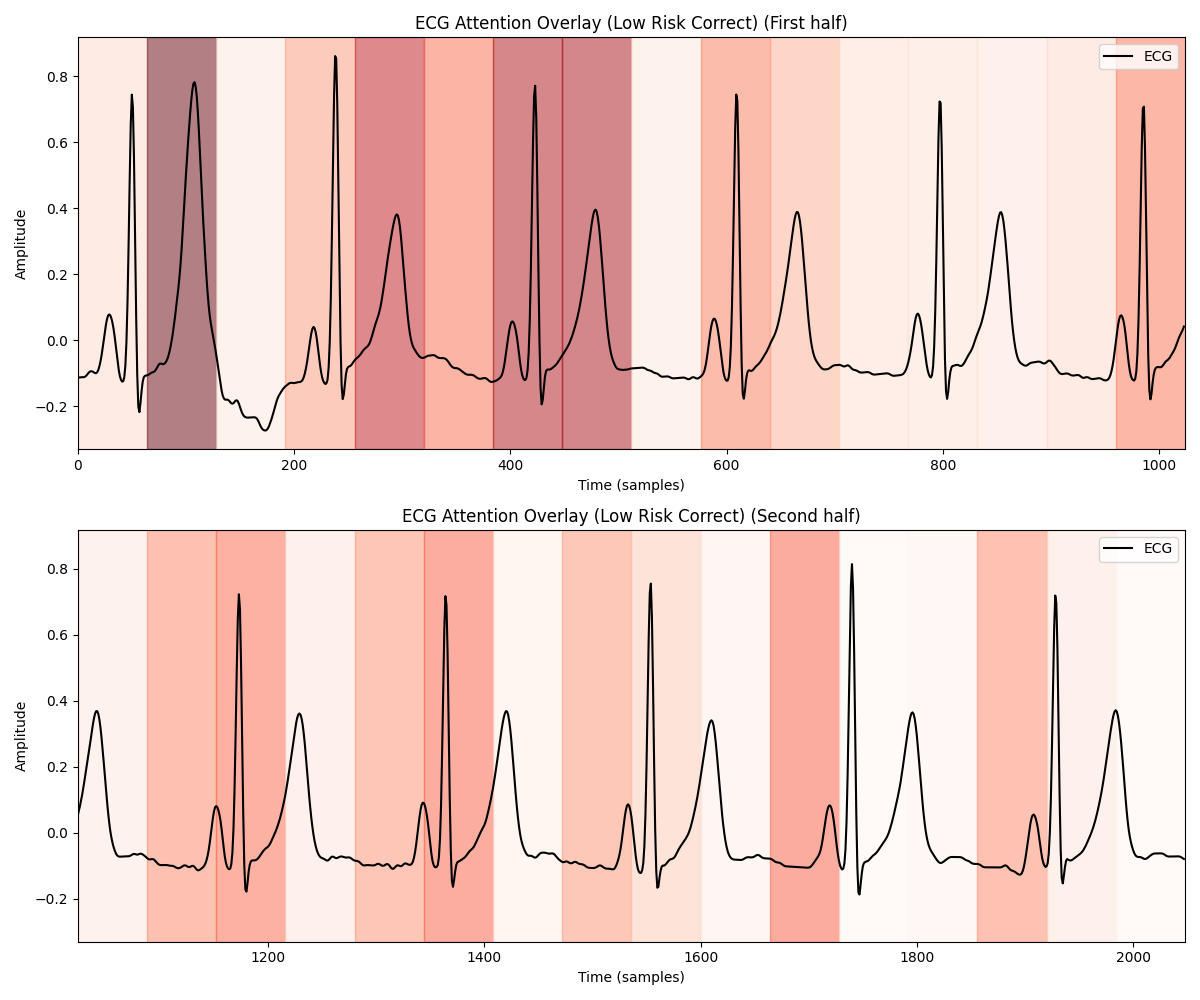 ECG Attention Overlay (Low Risk Correct) (First half)
ECG
Amplitude
0.8
0.6
0.4
0.2
0.0
−0.2
0 200 400 600 800 1000
Time (samples)
ECG Attention Overlay (Low Risk Correct) (Second half)
ECG
Amplitude
0.8
0.6
0.4
0.2
0.0
−0.2
1200 1400 1600 1800 2000
Time (samples)